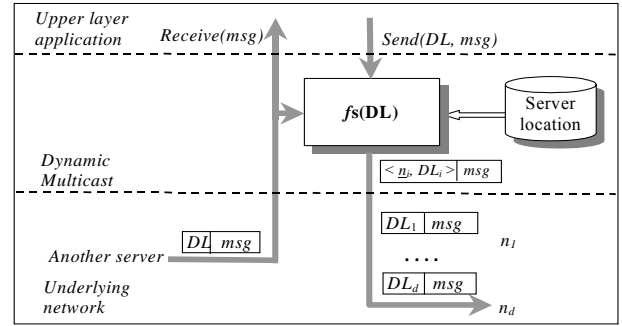 Upper layer
application
Receive(msg)
Send(DL, msg)
fs(DL)
Server
location
Dynamic
Multicast
< ni, DLi > msg
DL msg
Another server
Underlying
network
DL1 msg
n1
....
DLd msg
nd